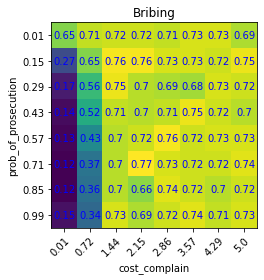 Bribing
0.01 0.65 0.71 0.72 0.72 0.71 0.73 0.73 0.69
0.15 0.27 0.65 0.76 0.76 0.73 0.73 0.72 0.75
0.29 0.17 0.56 0.75 0.7 0.69 0.68 0.73 0.72
0.43 0.52 0.71 0.7 0.71 0.75 0.72 0.7
0.57 0.43 0.7 0.72 0.76 0.72 0.73 0.73
0.71 0.37 0.7 0.77 0.73 0.72 0.72 0.74
0.85 0.7 0.66 0.74 0.72 0.7 0.72
0.99 0.34 0.73 0.69 0.72 0.74 0.71 0.73
prob_of_prosecution
0.01 0.72 1.44 2.15 2.86 3.57 4.29 5.0
cost_complain